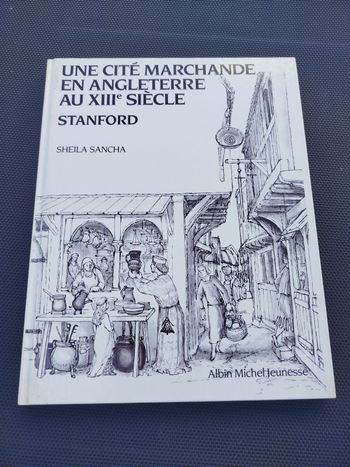 UNE CITÉ MARCHANDE
EN ANGLETERRE
AU XIIIᵉ SIÈCLE
STANFORD
SHEILA SANCHA
Albin Michel Jeunesse